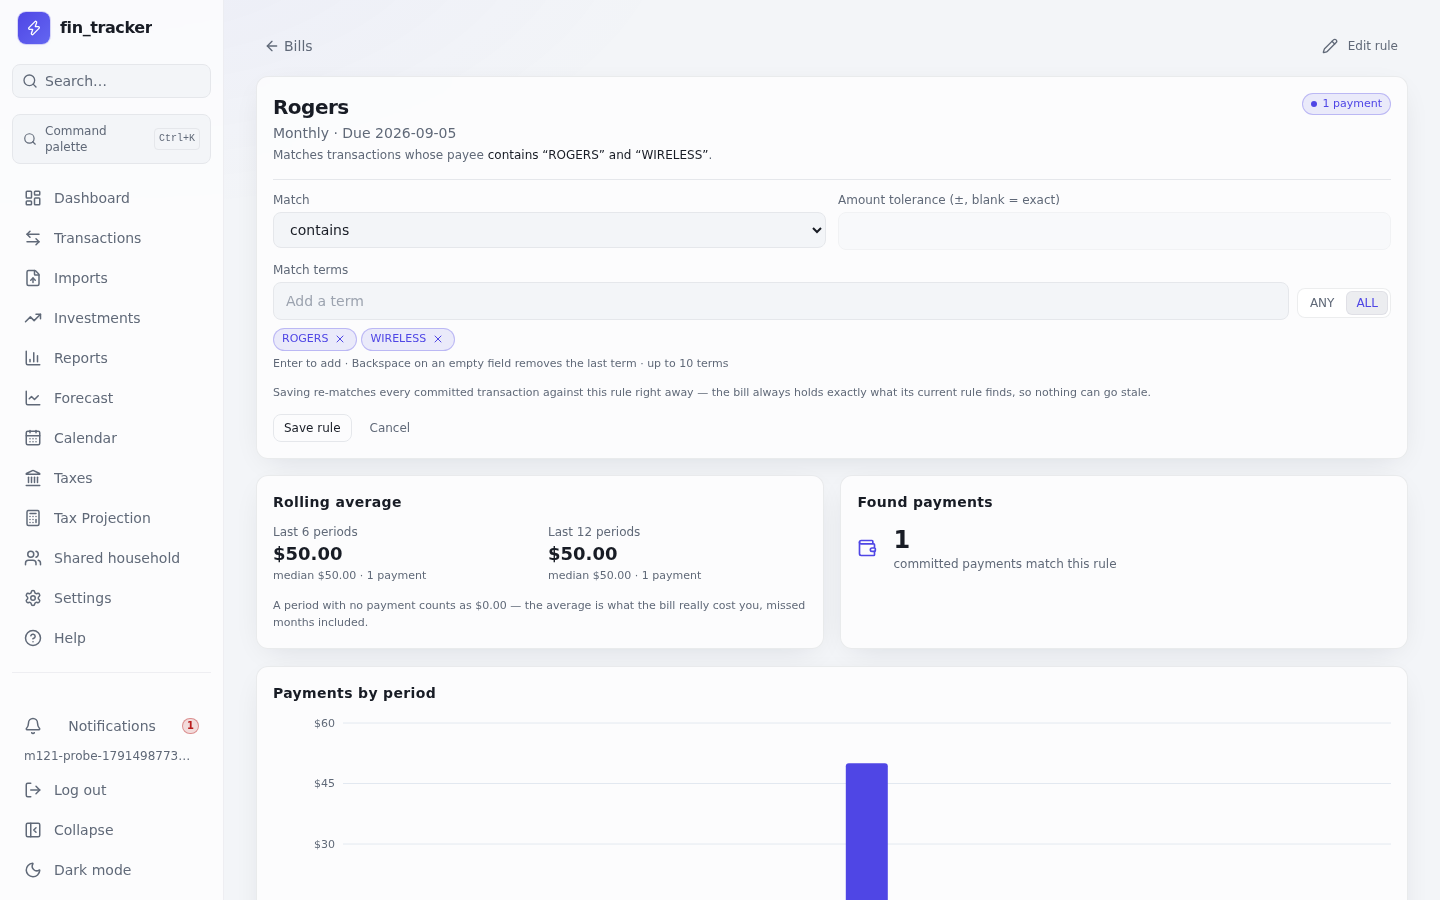 fin_tracker
Search...
Command
palette
Ctrl+K
Dashboard
Transactions
Imports
Investments
Reports
Forecast
Calendar
Taxes
Tax Projection
Shared household
Settings
Help
Notifications
1
m121-probe-1791498773...
Log out
Collapse
Dark mode
Bills
Edit rule
Rogers
1 payment
Monthly · Due 2026-09-05
Matches transactions whose payee contains “ROGERS” and “WIRELESS”.
Match
Amount tolerance (±, blank = exact)
contains
Match terms
Add a term
ANY
ALL
ROGERS
WIRELESS
Enter to add · Backspace on an empty field removes the last term · up to 10 terms
Saving re-matches every committed transaction against this rule right away — the bill always holds exactly what its current rule finds, so nothing can go stale.
Save rule
Cancel
Rolling average
Last 6 periods
$50.00
median $50.00 · 1 payment
Last 12 periods
$50.00
median $50.00 · 1 payment
A period with no payment counts as $0.00 — the average is what the bill really cost you, missed
months included.
Found payments
1
committed payments match this rule
Payments by period
$60
$45
$30